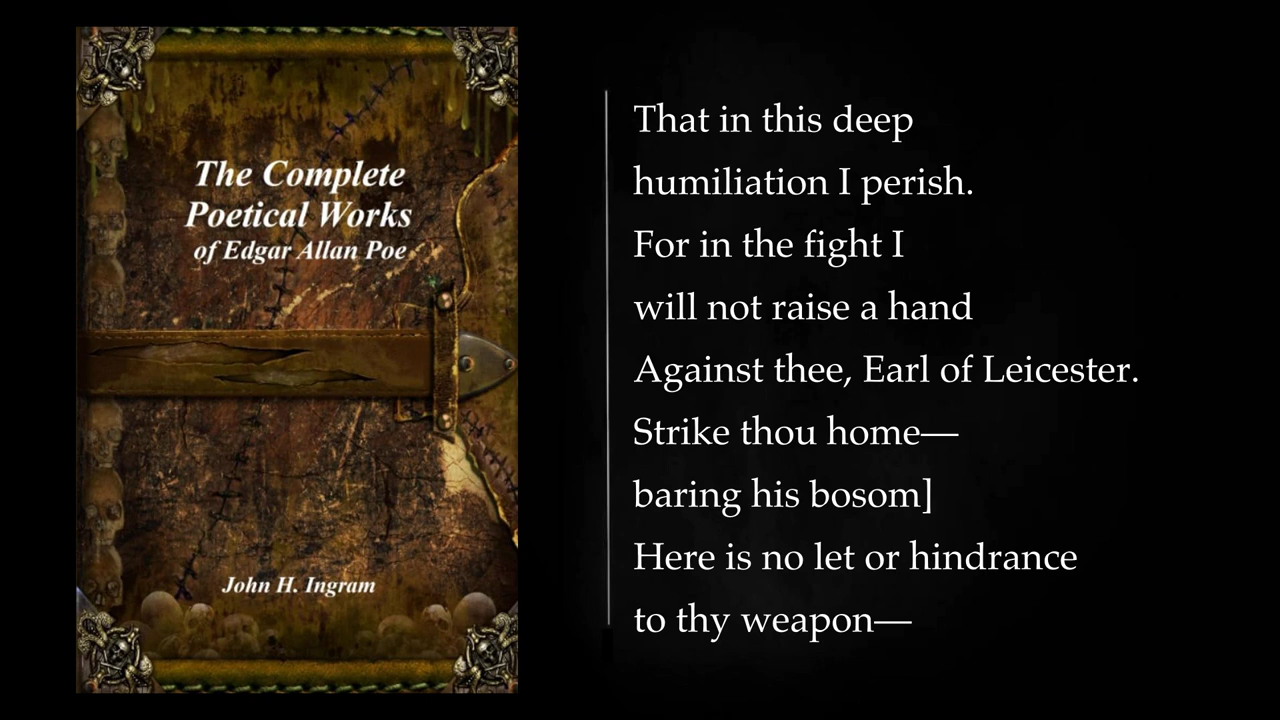 The Complete
Poetical Works
of Edgar Allan Poe
John H. Ingram
That in this deep
humiliation I perish.
For in the fight I
will not raise a hand
Against thee, Earl of Leicester.
Strike thou home—
baring his bosom]
Here is no let or hindrance
to thy weapon—